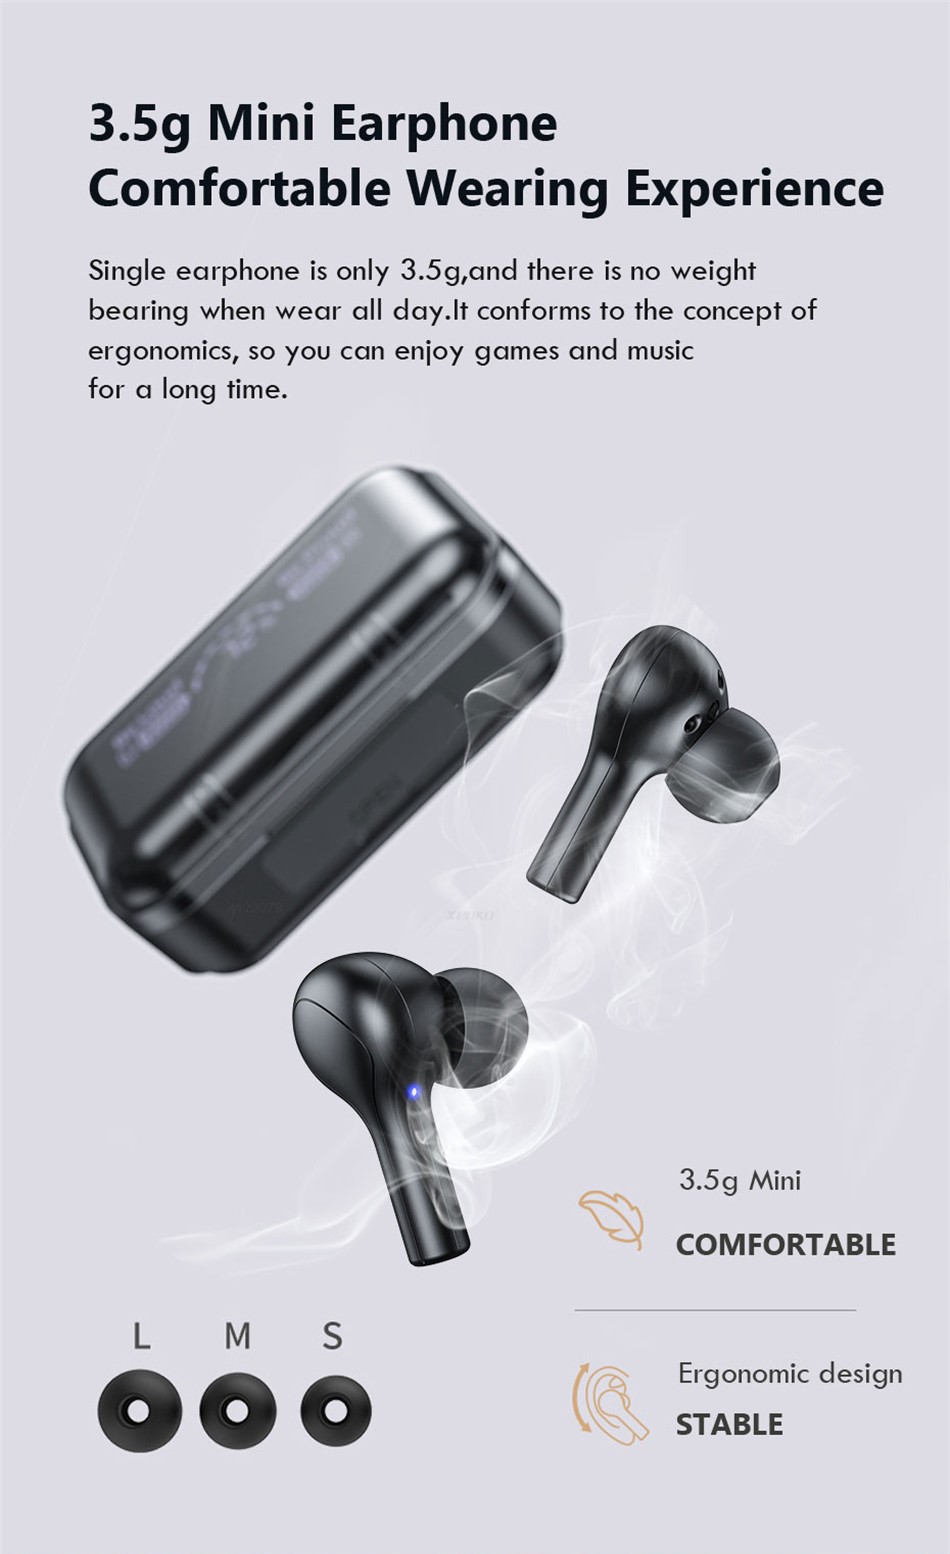 3.5g Mini Earphone
Comfortable Wearing Experience
Single earphone is only 3.5g,and there is no weight
bearing when wear all day.It conforms to the concept of
ergonomics, so you can enjoy games and music
for a long time.
3.5g Mini
COMFORTABLE
L M S
Ergonomic design
STABLE